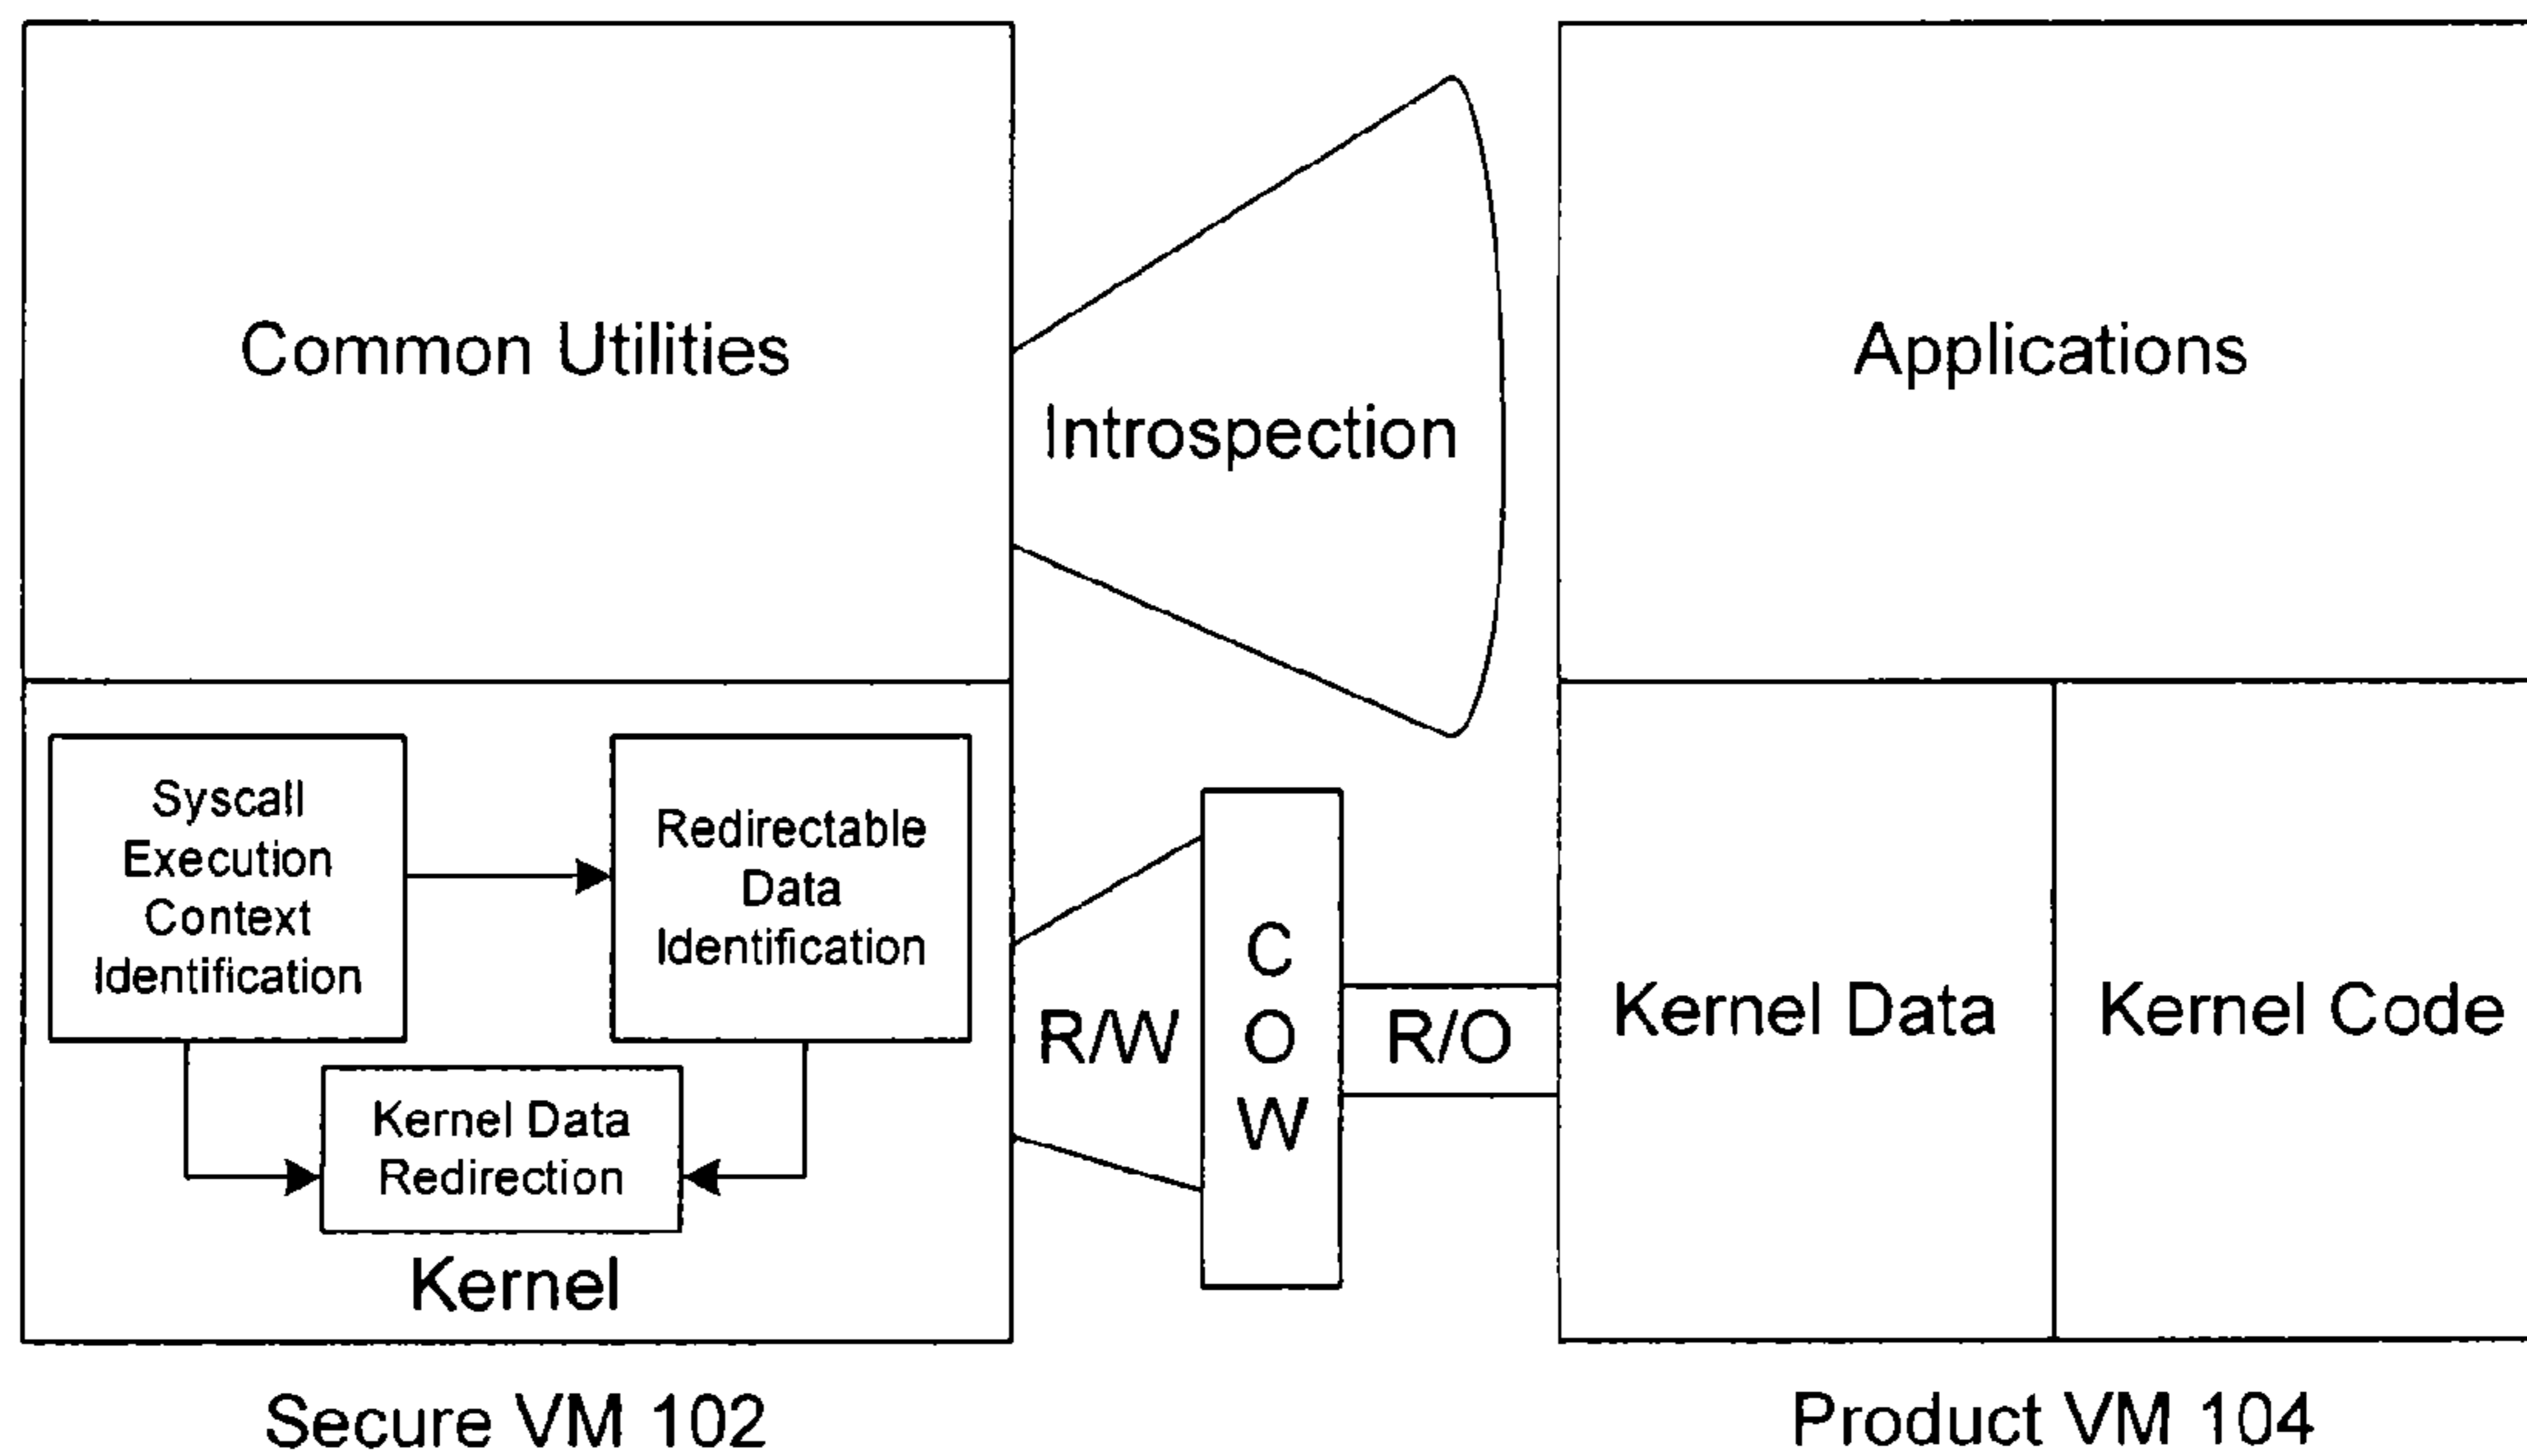 Common Utilities
Introspection
Applications
Syscall
Execution
Context
Identification
Redirectable
Data
Identification
Kernel Data
Redirection
Kernel
R/W
C
O
W
R/O
Kernel Data
Kernel Code
Secure VM 102
Product VM 104